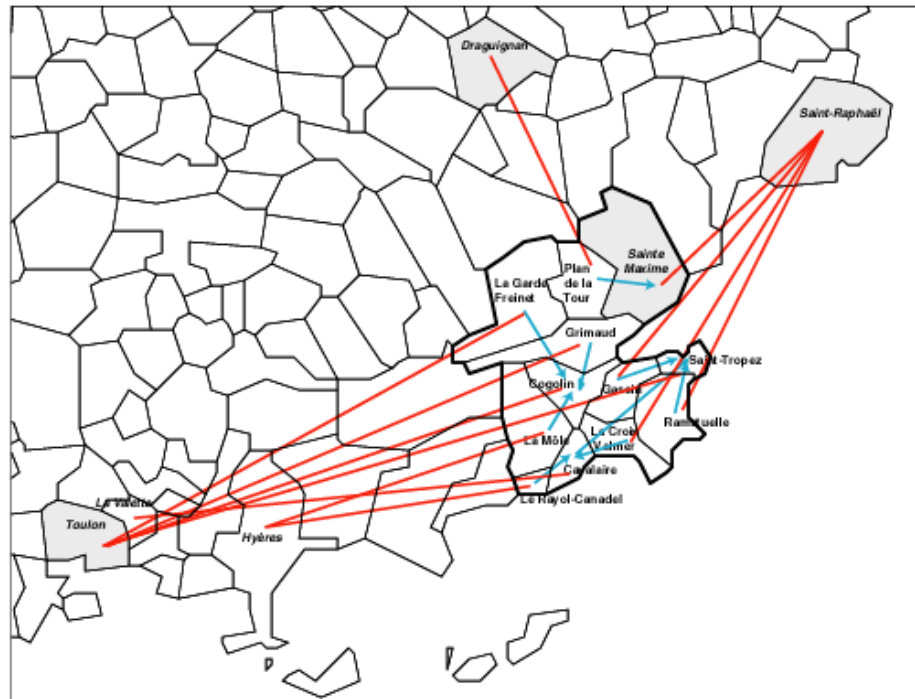 Draguignan
Saint-Raphaël
Sainte
Maxime
Plan
de la
Tour
La Garde
Freinet
Grimaud
Saint-Tropez
Cogolin
Gassin
Ramatuelle
La Croix
Valmer
La Môle
Cavalaire
Le Rayol-Canadel
La Valette
Toulon
Hyères